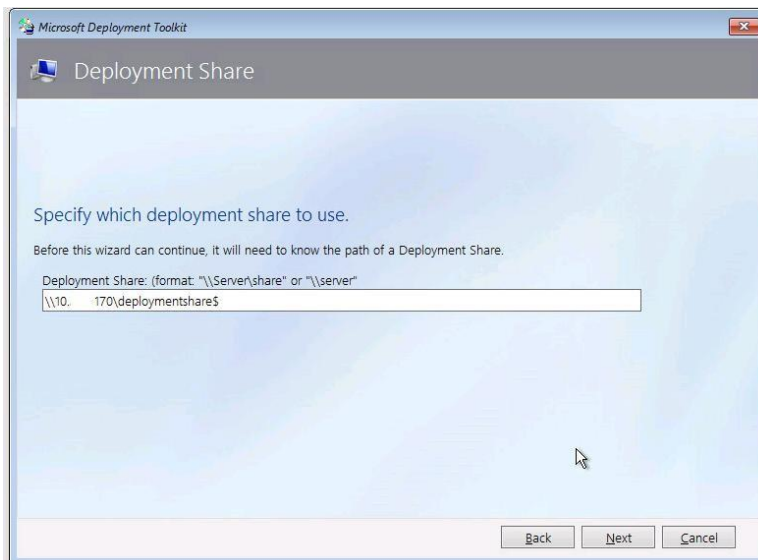 Microsoft Deployment Toolkit
Deployment Share
Specify which deployment share to use.
Before this wizard can continue, it will need to know the path of a Deployment Share.
Deployment Share: (format: "\\Server\share" or "\\server"
\\10. 170\deploymentshare$
Back Next Cancel